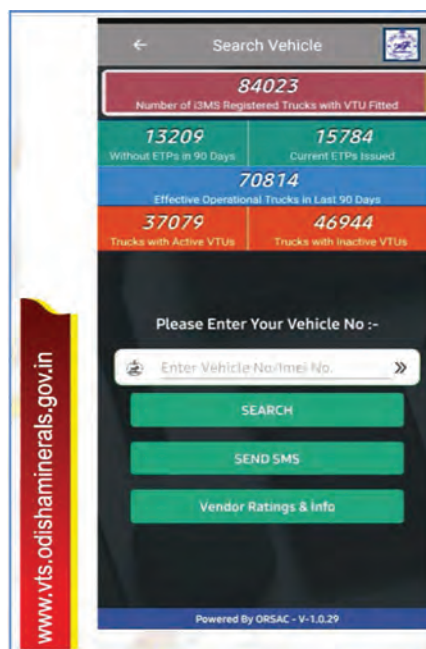 Search Vehicle
84023
Number of i3MS Registered Trucks with VTU Fitted
13209
Without ETPs in 90 Days
15784
Current ETPs Issued
70814
Effective Operational Trucks in Last 90 Days
37079
Trucks with Active VTUs
46944
Trucks with Inactive VTUs
Please Enter Your Vehicle No :-
Enter Vehicle No/Imei No.
SEARCH
SEND SMS
Vendor Ratings & Info
Powered By ORSAC - V-1.0.29
www.vts.odishaminerals.gov.in